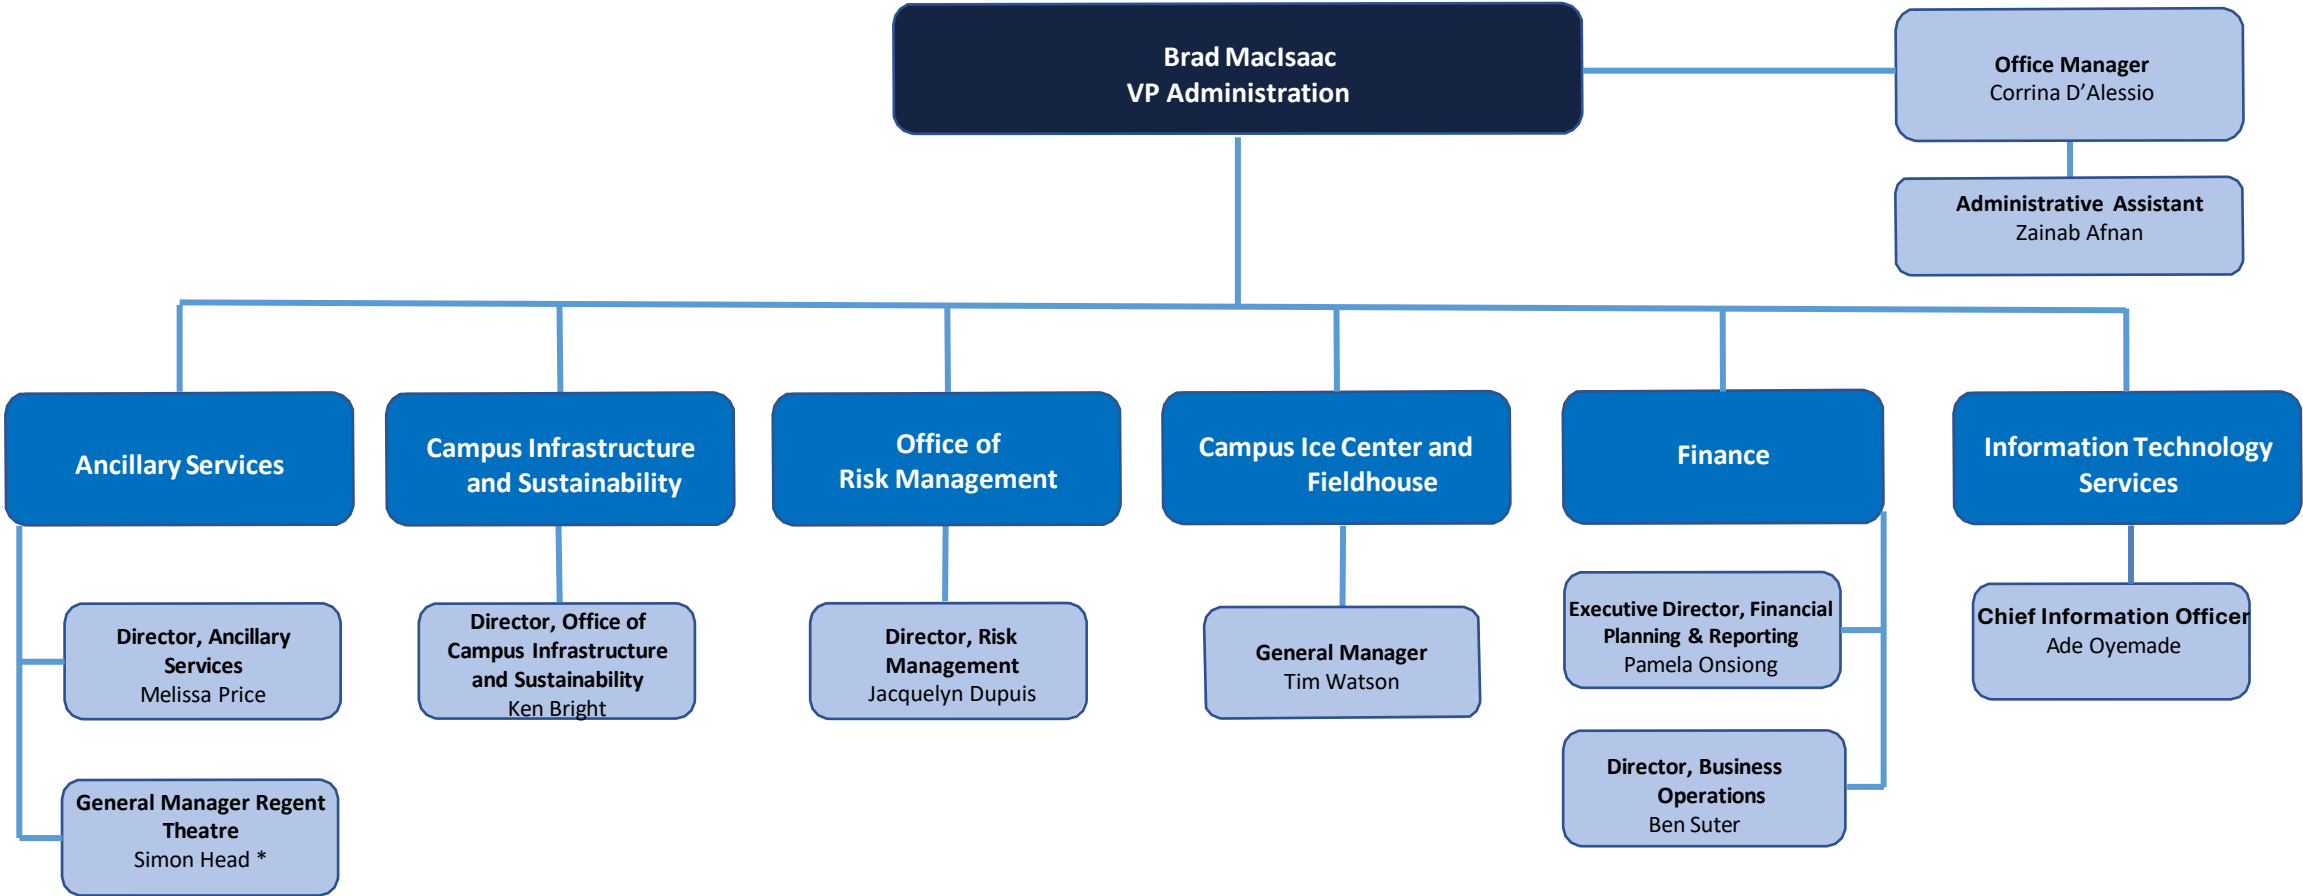 Brad MacIsaac
VP Administration
Office Manager
Corrina D’Alessio
Administrative Assistant
Zainab Afnan
Ancillary Services
Campus Infrastructure
and Sustainability
Office of
Risk Management
Campus Ice Center and
Fieldhouse
Finance
Information Technology
Services
Director, Ancillary
Services
Melissa Price
General Manager Regent
Theatre
Simon Head *
Director, Office of
Campus Infrastructure
and Sustainability
Ken Bright
Director, Risk
Management
Jacquelyn Dupuis
General Manager
Tim Watson
Executive Director, Financial
Planning & Reporting
Pamela Onsiong
Director, Business
Operations
Ben Suter
Chief Information Officer
Ade Oyemade